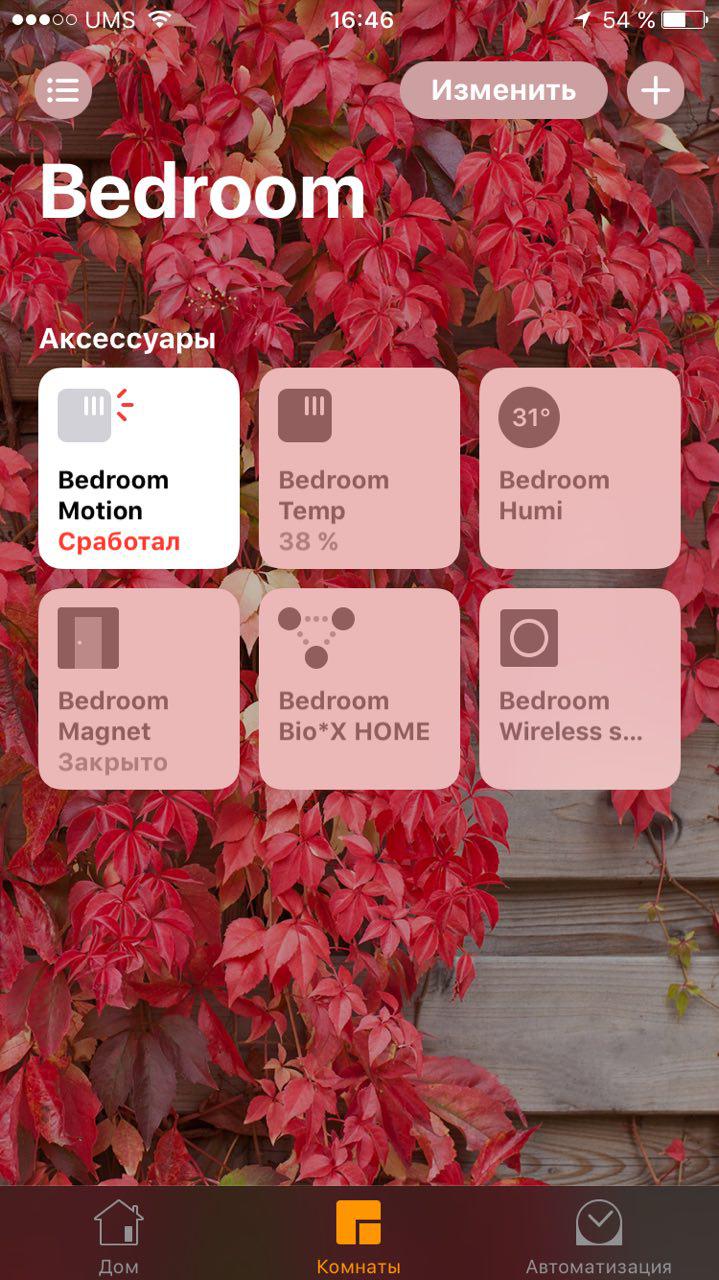 UMS 16:46 54 %
Изменить
Bedroom
Аксессуары
Bedroom
Motion
Сработал
Bedroom
Temp
38 %
31°
Bedroom
Humi
Bedroom
Magnet
Закрыто
Bedroom
Bio*X HOME
Bedroom
Wireless s...
Дом Комнаты Автоматизация